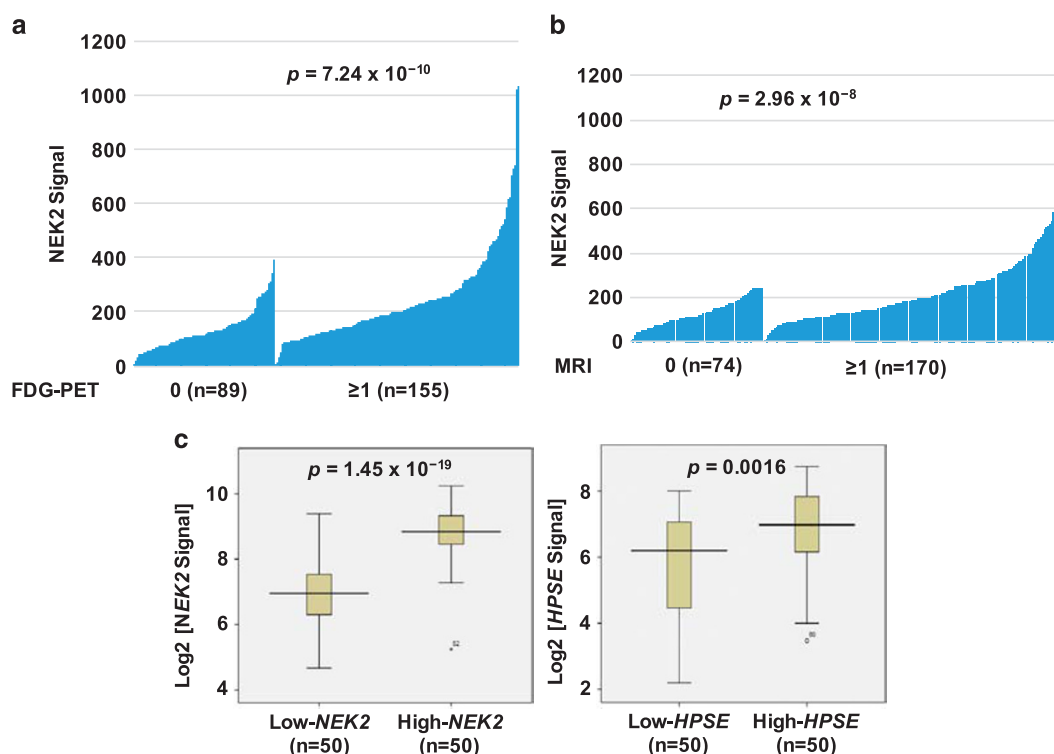 a
1200
1000
800
600
400
200
0
NEK2 Signal
p = 7.24 x 10⁻¹⁰
FDG-PET
0 (n=89)
≥1 (n=155)
b
1200
1000
800
600
400
200
0
NEK2 Signal
p = 2.96 x 10⁻⁸
MRI
0 (n=74)
≥1 (n=170)
c
10
8
6
4
Log2 [NEK2 Signal]
p = 1.45 x 10⁻¹⁹
Low-NEK2
(n=50)
High-NEK2
(n=50)
8
6
4
2
Log2 [HPSE Signal]
p = 0.0016
Low-HPSE
(n=50)
High-HPSE
(n=50)